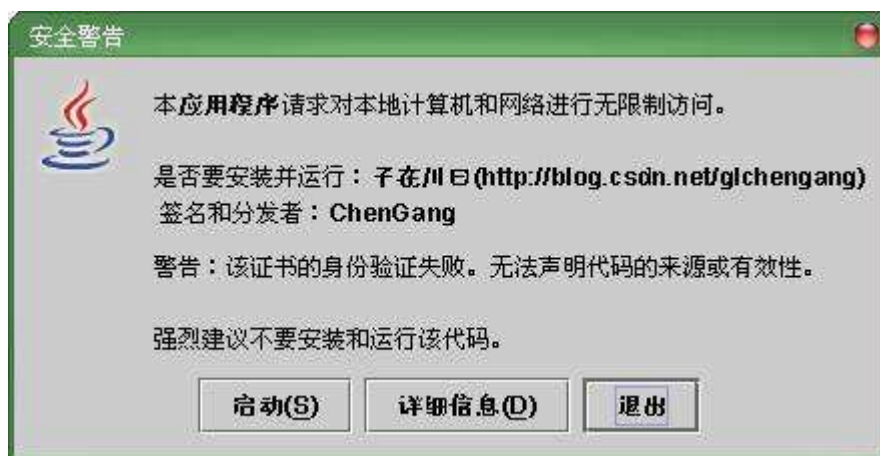 安全警告
本应用程序请求对本地计算机和网络进行无限制访问。
是否要安装并运行：子在川曰(http://blog.csdn.net/glchengang)
签名和分发者：ChenGang
警告：该证书的身份验证失败。无法声明代码的来源或有效性。
强烈建议不要安装和运行该代码。
启动(S) 详细信息(D) 退出